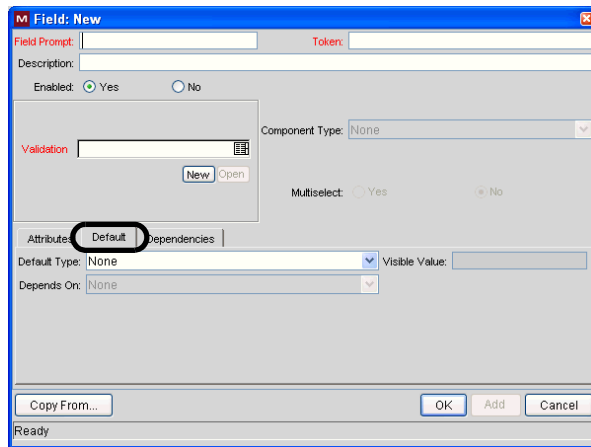 M Field: New
Field Prompt: Token:
Description:
Enabled: Yes No
Component Type: None
Validation
New Open
Multiselect: Yes No
Attributes Default Dependencies
Default Type: None Visible Value:
Depends On: None
Copy From... OK Add Cancel
Ready